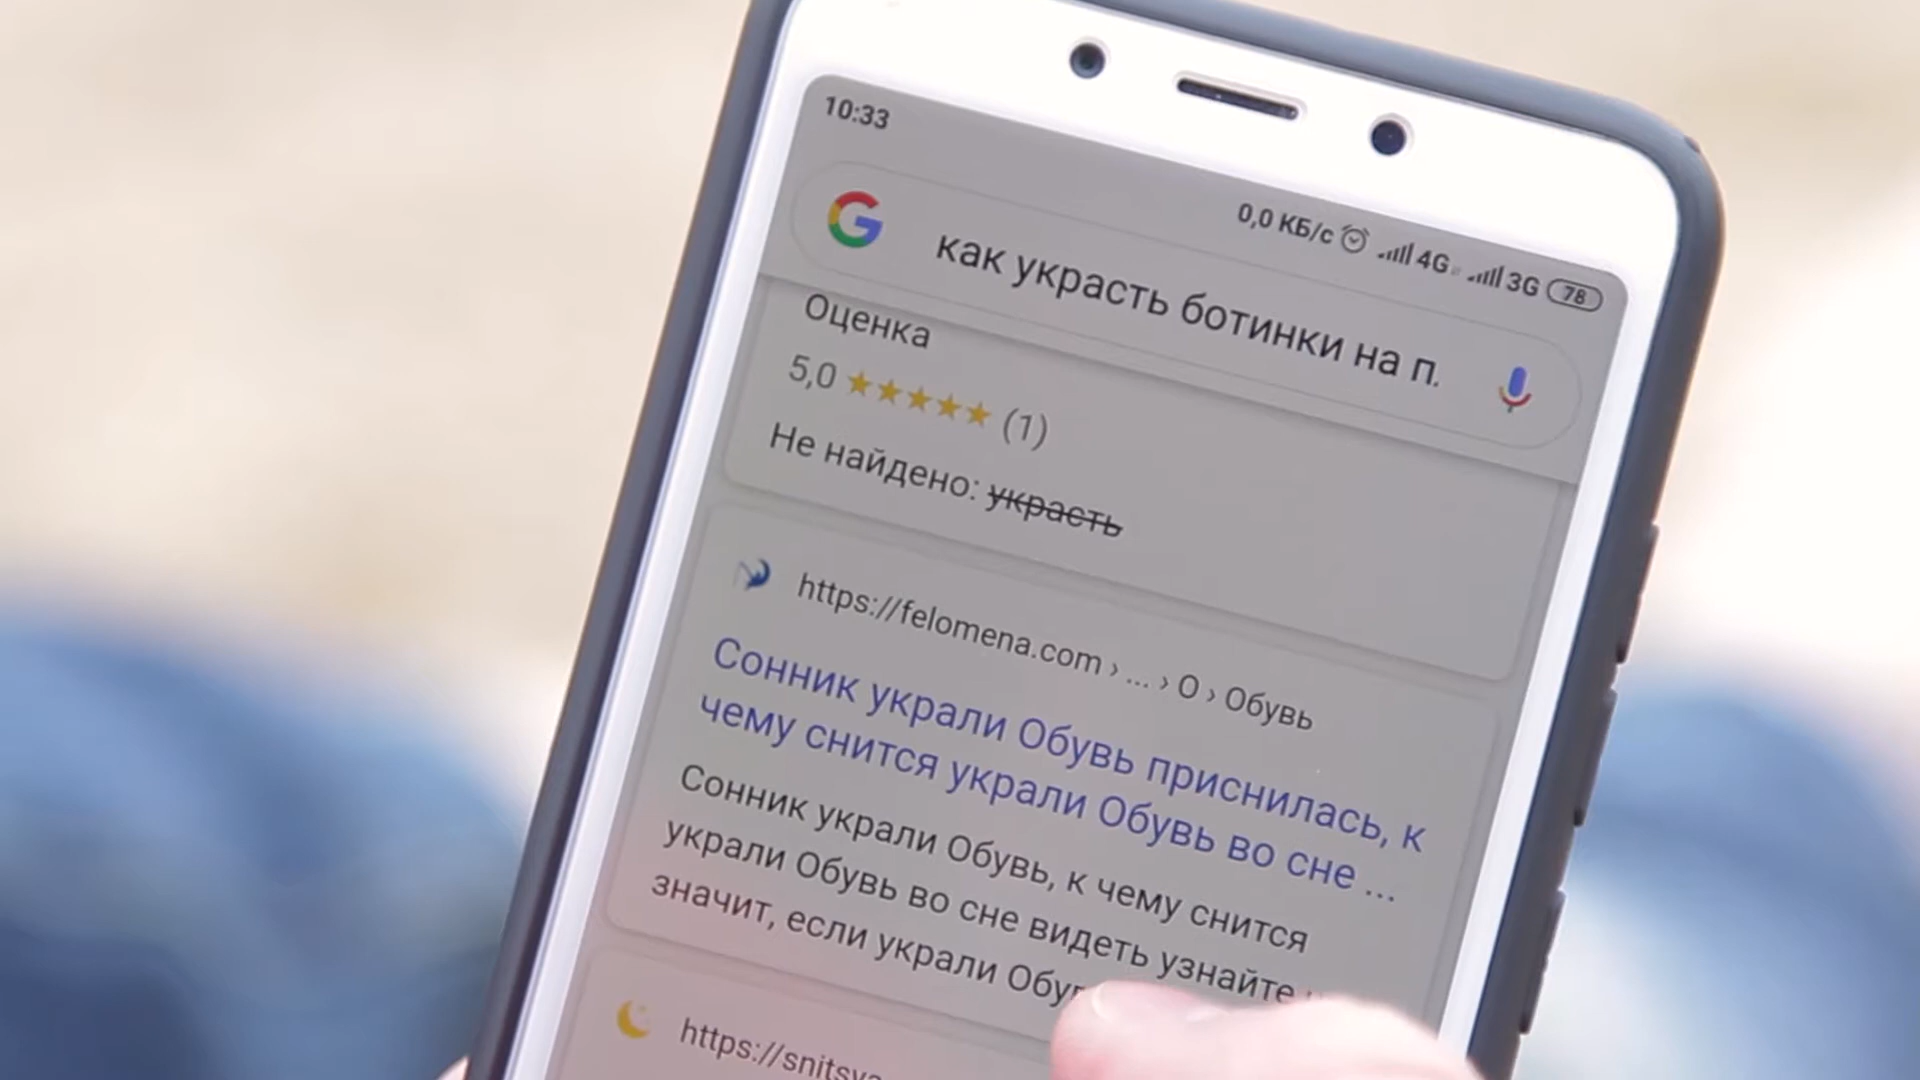 10:33
0,0 КБ/с 4G 3G 78
как украсть ботинки на п.
Оценка
5,0 ★★★★★ (1)
Не найдено: украсть
https://felomena.com › ... › О › Обувь
Сонник украли Обувь приснилась, к
чему снится украли Обувь во сне ...
Сонник украли Обувь, к чему снится
украли Обувь во сне видеть узнайте
значит, если украли
https://snitsya